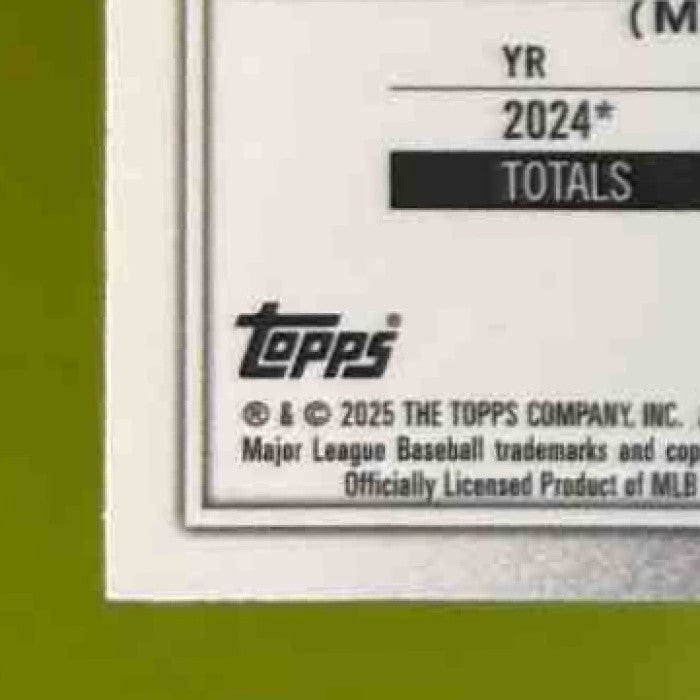 (M
YR
2024*
TOTALS
TOPPS®
® & © 2025 THE TOPPS COMPANY, INC.
Major League Baseball trademarks and cop
Officially Licensed Product of MLB